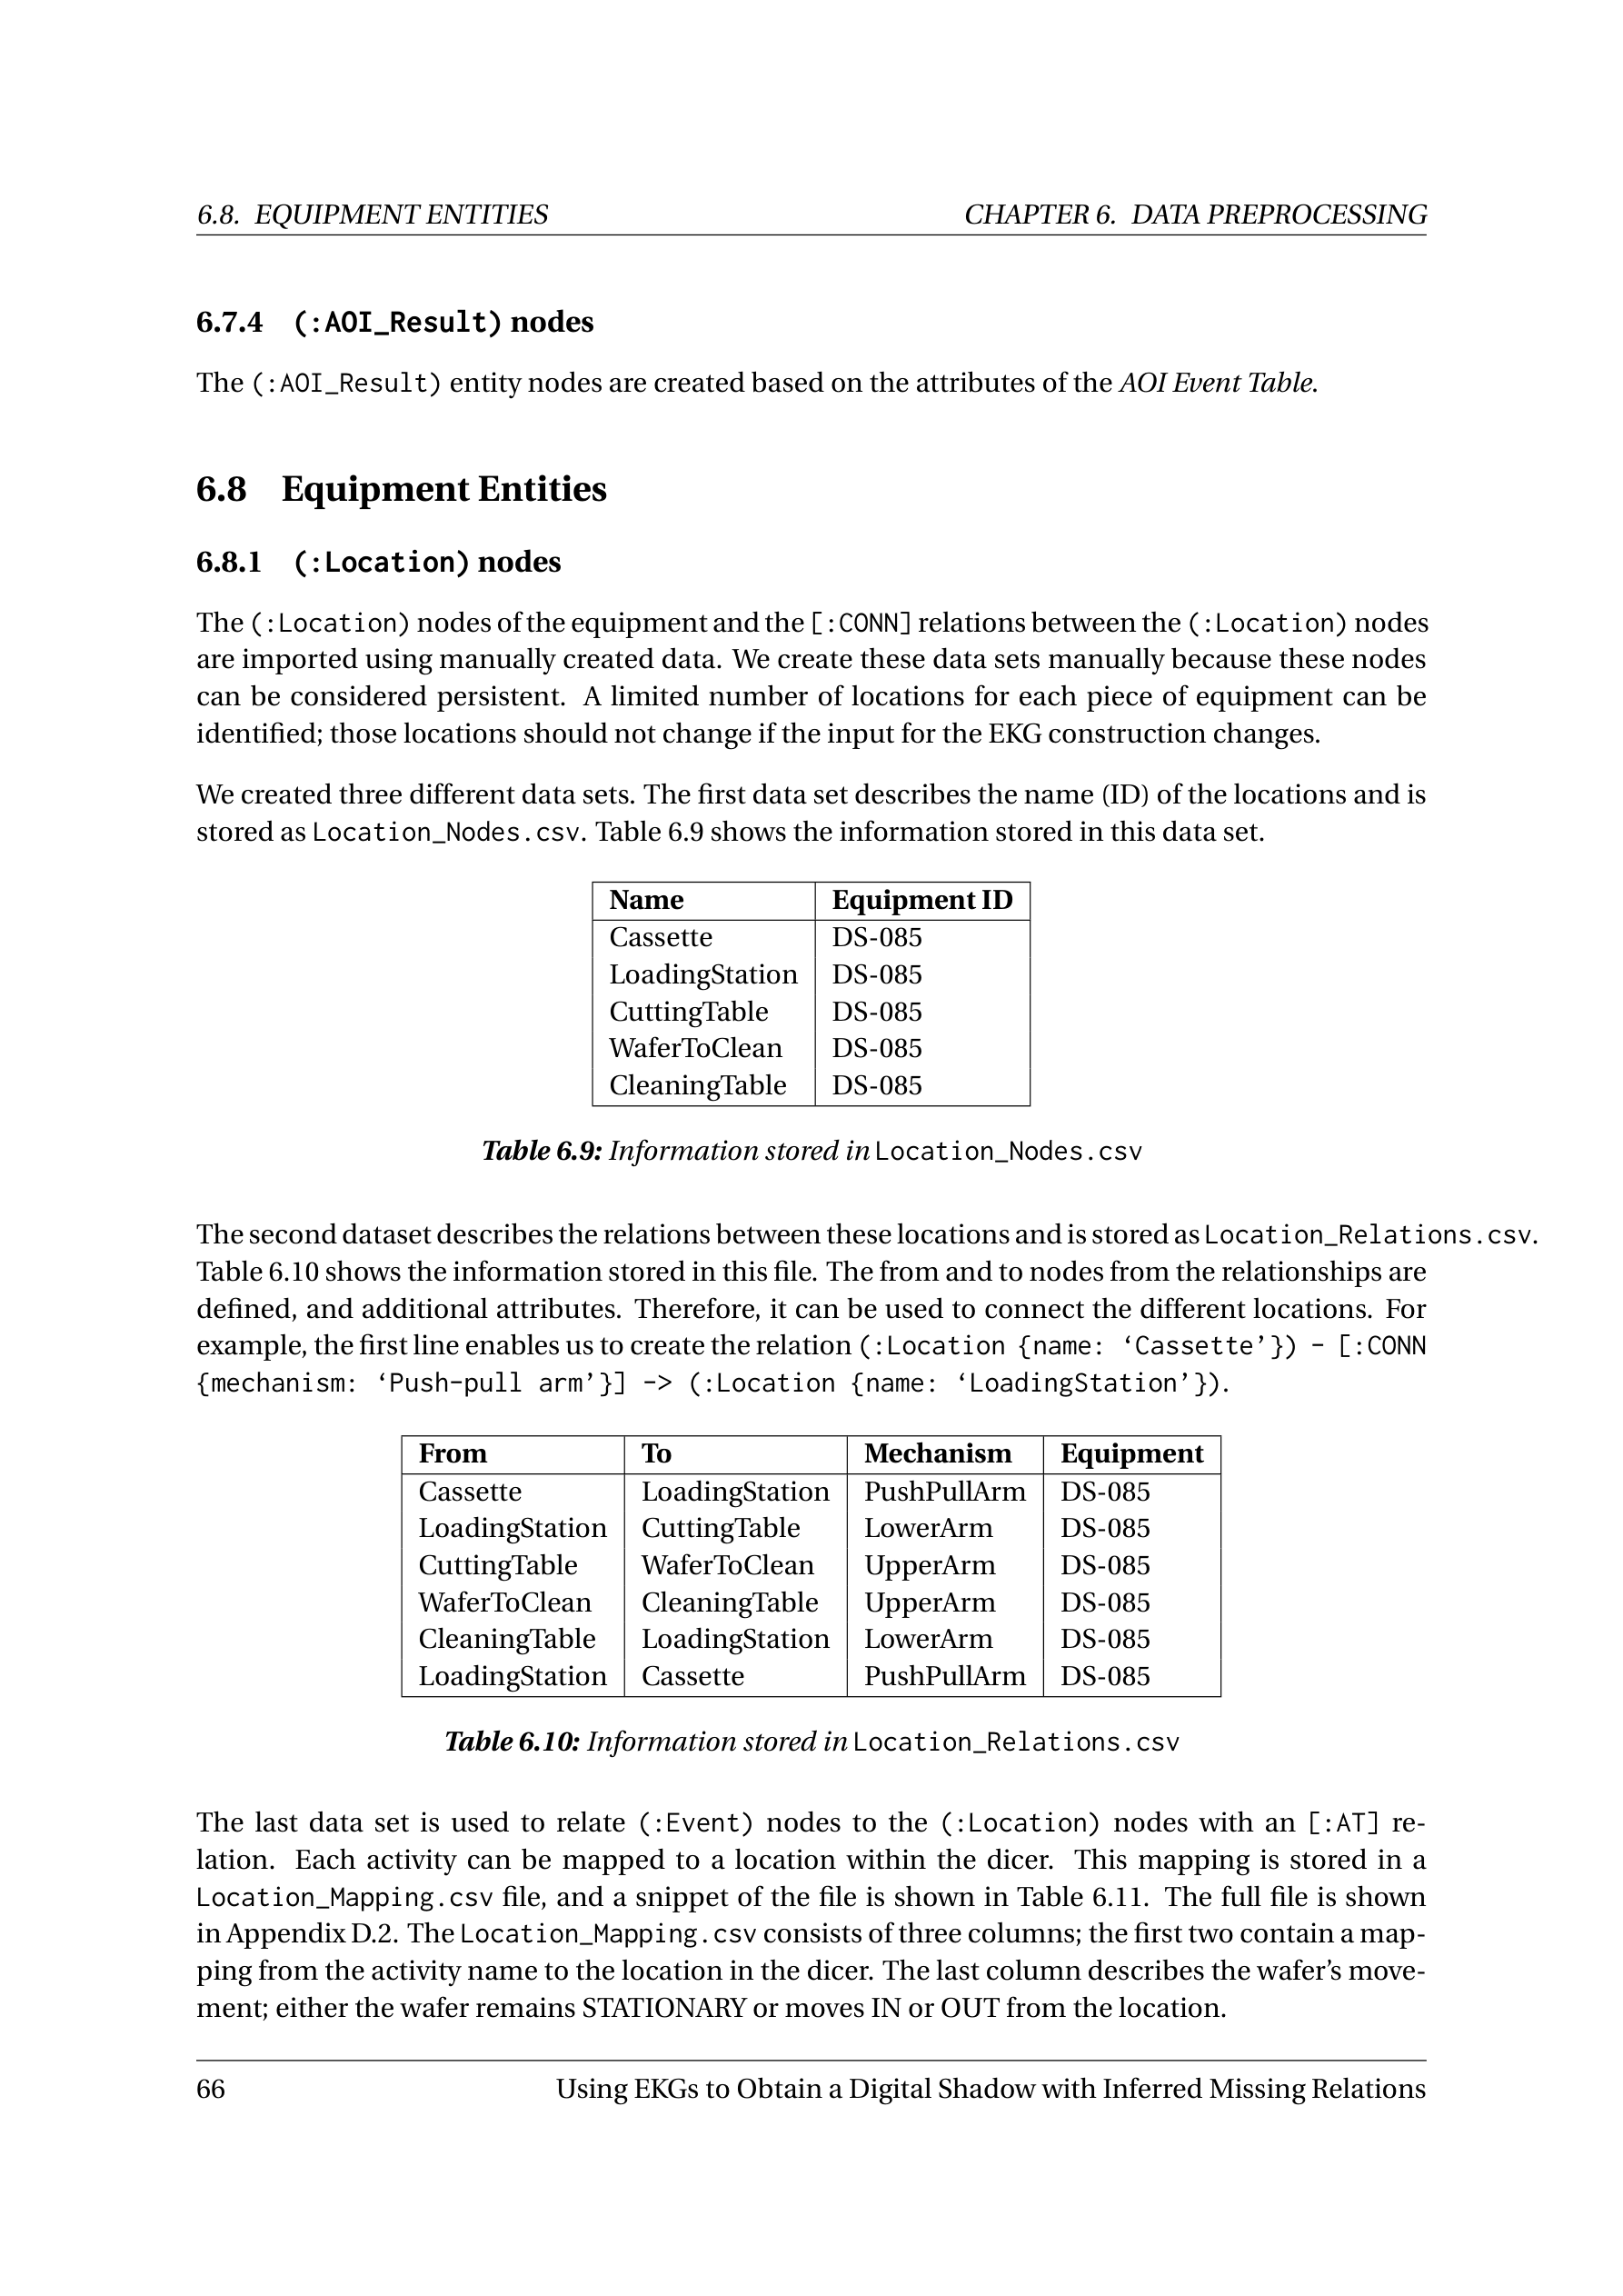 6.8. EQUIPMENT ENTITIES CHAPTER 6. DATA PREPROCESSING
6.7.4 (:AOI_Result) nodes
The (:AOI_Result) entity nodes are created based on the attributes of the AOI Event Table.
6.8 Equipment Entities
6.8.1 (:Location) nodes
The (:Location) nodes of the equipment and the [:CONN] relations between the (:Location) nodes
are imported using manually created data. We create these data sets manually because these nodes
can be considered persistent. A limited number of locations for each piece of equipment can be
identified; those locations should not change if the input for the EKG construction changes.
We created three different data sets. The first data set describes the name (ID) of the locations and is
stored as Location_Nodes.csv. Table 6.9 shows the information stored in this data set.
Name Equipment ID
Cassette DS-085
LoadingStation DS-085
CuttingTable DS-085
WaferToClean DS-085
CleaningTable DS-085
Table 6.9: Information stored in Location_Nodes.csv
The second dataset describes the relations between these locations and is stored as Location_Relations.csv.
Table 6.10 shows the information stored in this file. The from and to nodes from the relationships are
defined, and additional attributes. Therefore, it can be used to connect the different locations. For
example, the first line enables us to create the relation (:Location {name: ‘Cassette’}) - [:CONN
{mechanism: ‘Push-pull arm’}] -> (:Location {name: ‘LoadingStation’}).
From To Mechanism Equipment
Cassette LoadingStation PushPullArm DS-085
LoadingStation CuttingTable LowerArm DS-085
CuttingTable WaferToClean UpperArm DS-085
WaferToClean CleaningTable UpperArm DS-085
CleaningTable LoadingStation LowerArm DS-085
LoadingStation Cassette PushPullArm DS-085
Table 6.10: Information stored in Location_Relations.csv
The last data set is used to relate (:Event) nodes to the (:Location) nodes with an [:AT] re-
lation. Each activity can be mapped to a location within the dicer. This mapping is stored in a
Location_Mapping.csv file, and a snippet of the file is shown in Table 6.11. The full file is shown
in Appendix D.2. The Location_Mapping.csv consists of three columns; the first two contain a map-
ping from the activity name to the location in the dicer. The last column describes the wafer’s move-
ment; either the wafer remains STATIONARY or moves IN or OUT from the location.
66 Using EKGs to Obtain a Digital Shadow with Inferred Missing Relations